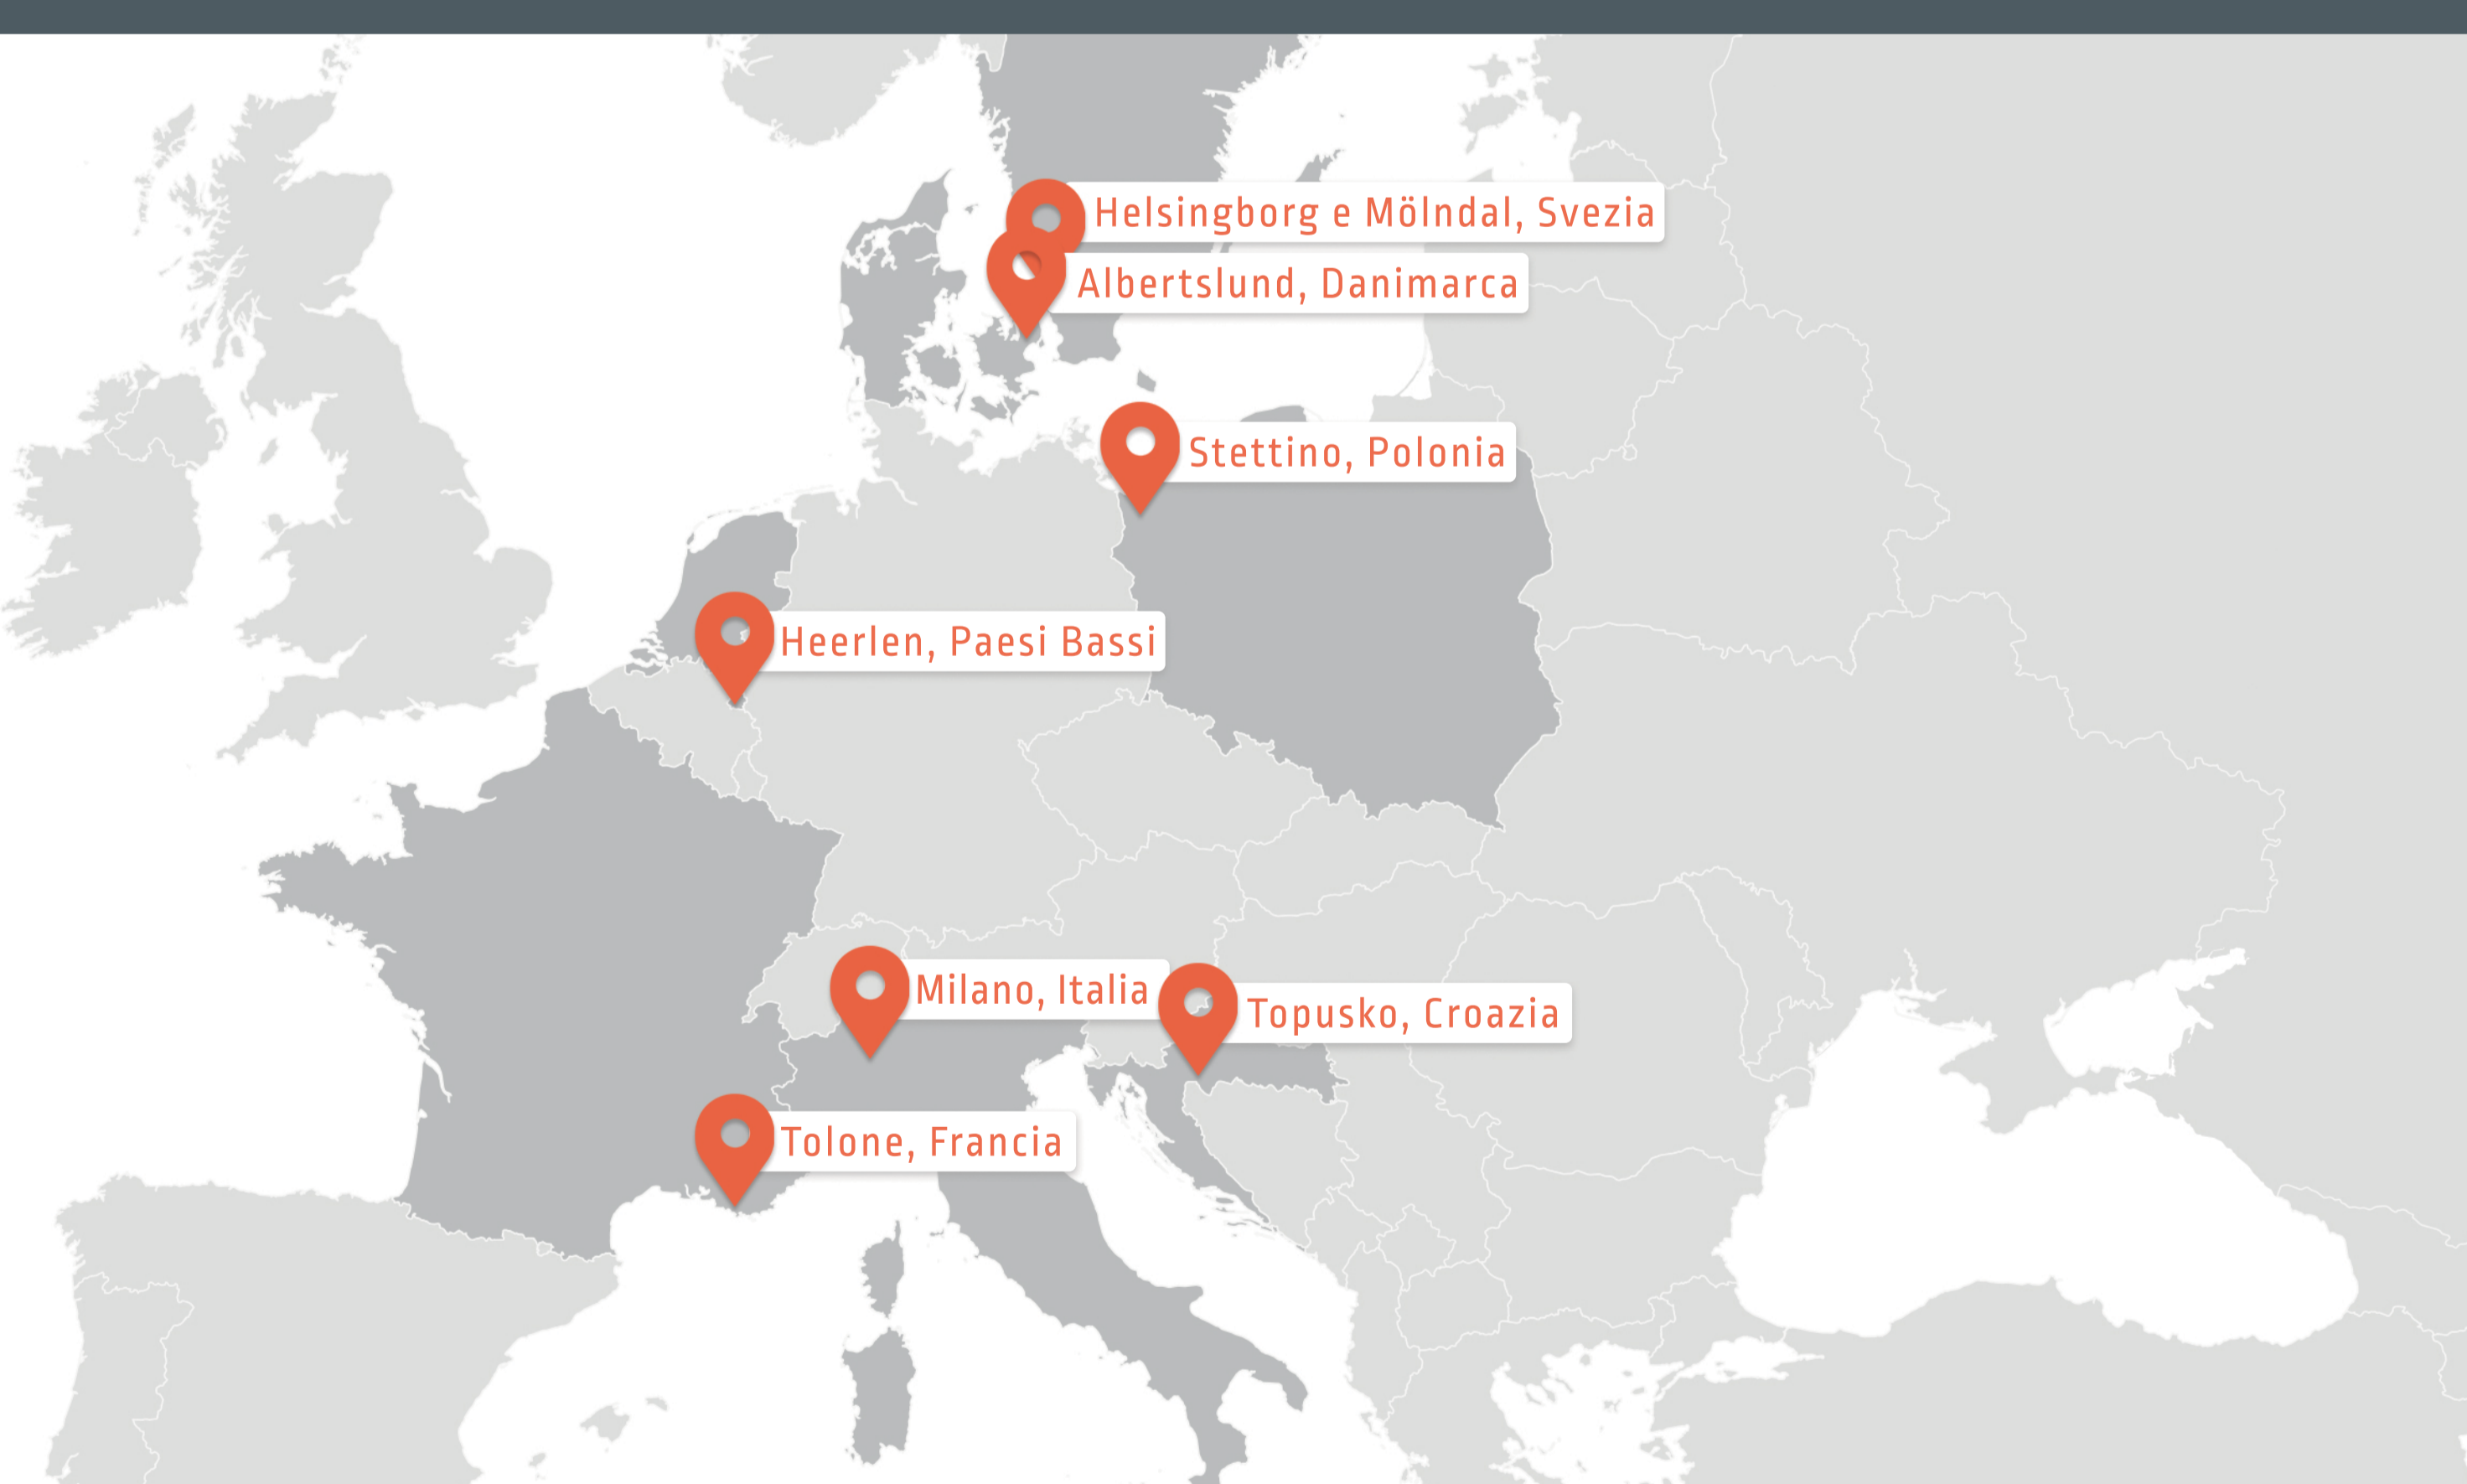 Helsingborg e Mölndal, Svezia
Albertslund, Danimarca
Stettino, Polonia
Heerlen, Paesi Bassi
Milano, Italia
Topusko, Croazia
Tolone, Francia